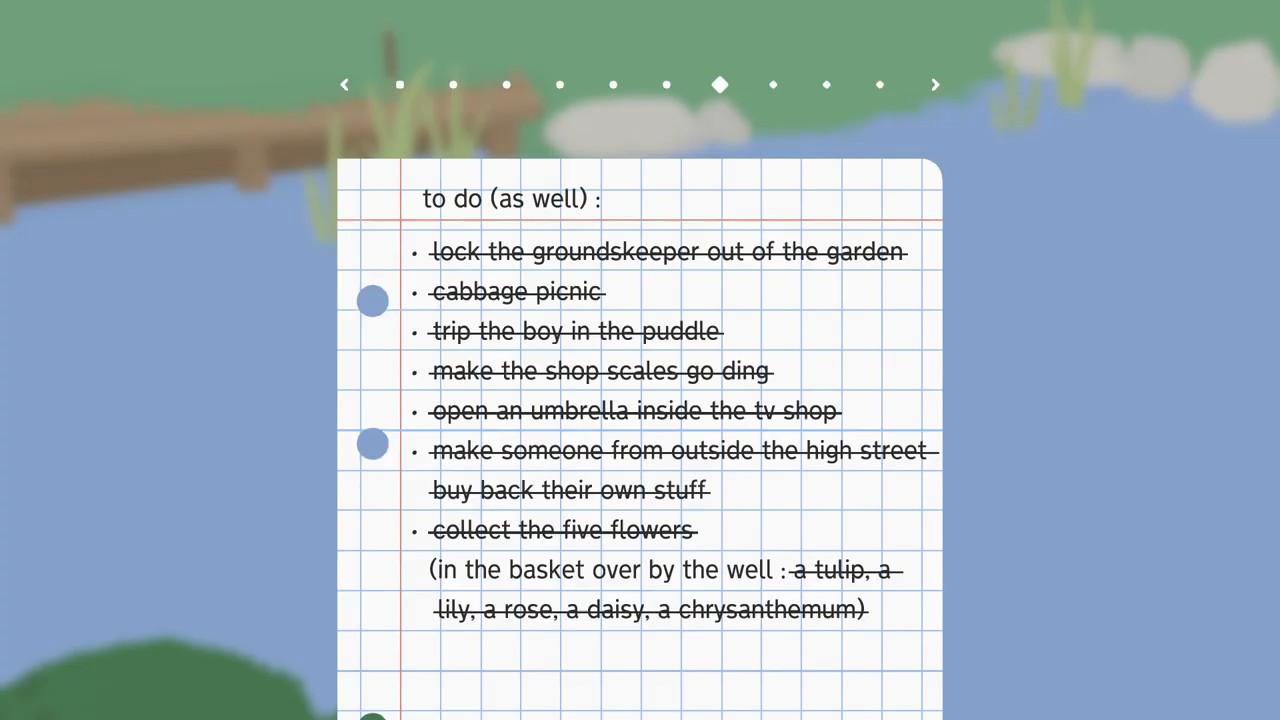 to do (as well) :
• lock the groundskeeper out of the garden
• cabbage picnic
• trip the boy in the puddle
• make the shop scales go ding
• open an umbrella inside the tv shop
• make someone from outside the high street
buy back their own stuff
• collect the five flowers
(in the basket over by the well : a tulip, a
lily, a rose, a daisy, a chrysanthemum)